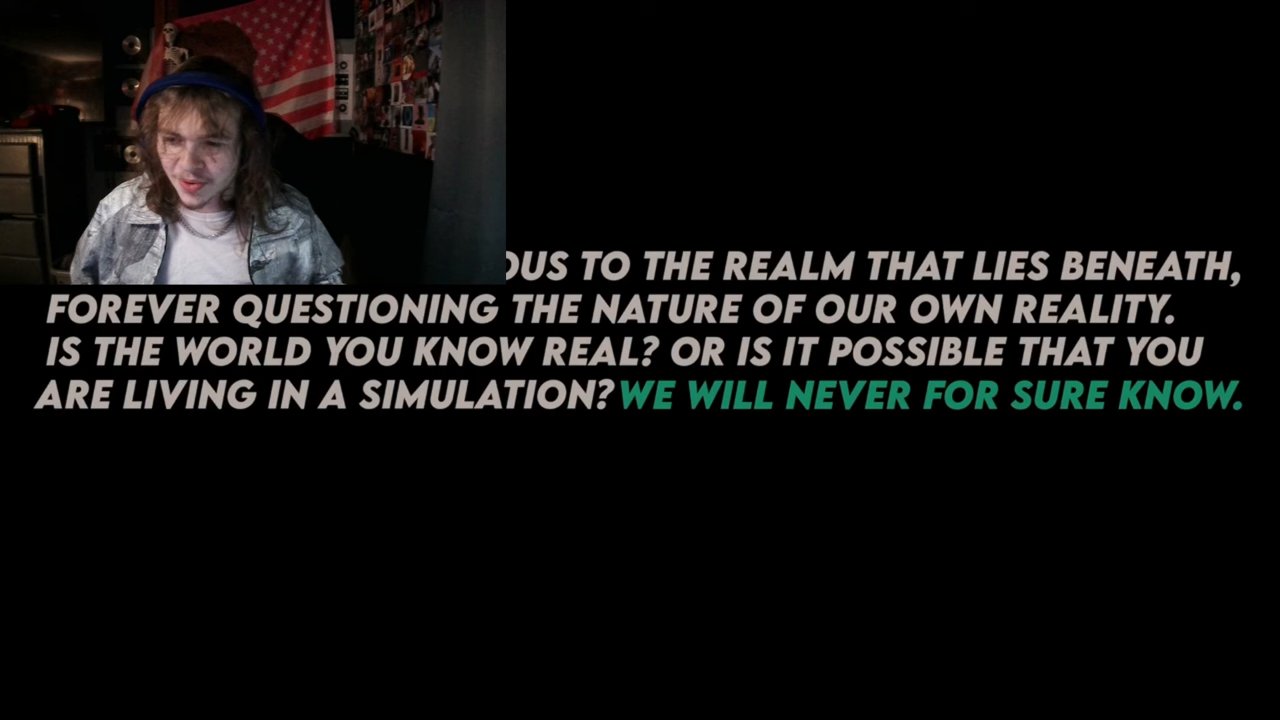 TO THE REALM THAT LIES BENEATH,
FOREVER QUESTIONING THE NATURE OF OUR OWN REALITY.
IS THE WORLD YOU KNOW REAL? OR IS IT POSSIBLE THAT YOU
ARE LIVING IN A SIMULATION? WE WILL NEVER FOR SURE KNOW.